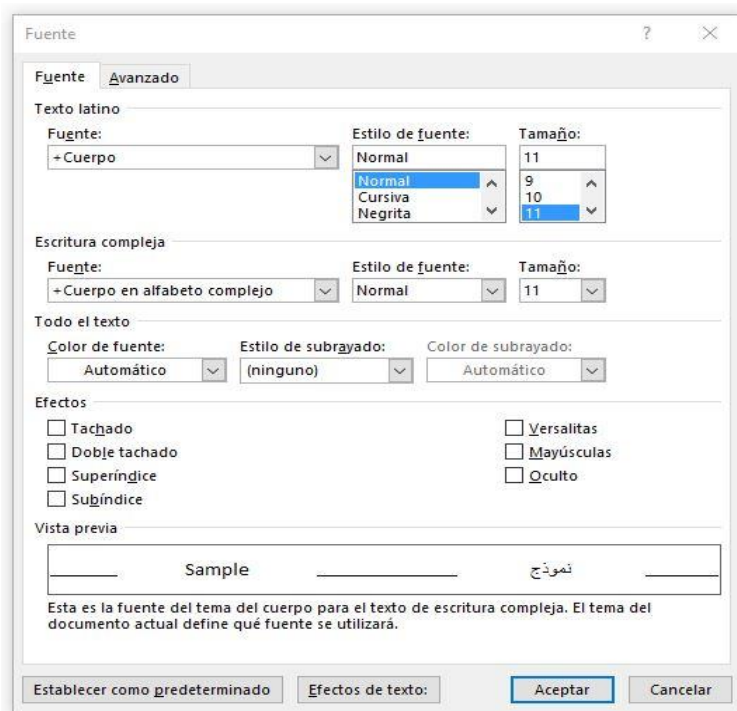 Fuente ?
Fuente Avanzado
Texto latino
Fuente: Estilo de fuente: Tamaño:
+Cuerpo Normal 11
Normal 9
Cursiva 10
Negrita 11
Escritura compleja
Fuente: Estilo de fuente: Tamaño:
+Cuerpo en alfabeto complejo Normal 11
Todo el texto
Color de fuente: Estilo de subrayado: Color de subrayado:
Automático (ninguno) Automático
Efectos
Tachado Versalitas
Doble tachado Mayúsculas
Superíndice Oculto
Subíndice
Vista previa
Sample نموذج
Esta es la fuente del tema del cuerpo para el texto de escritura compleja. El tema del
documento actual define qué fuente se utilizará.
Establecer como predeterminado Efectos de texto: Aceptar Cancelar